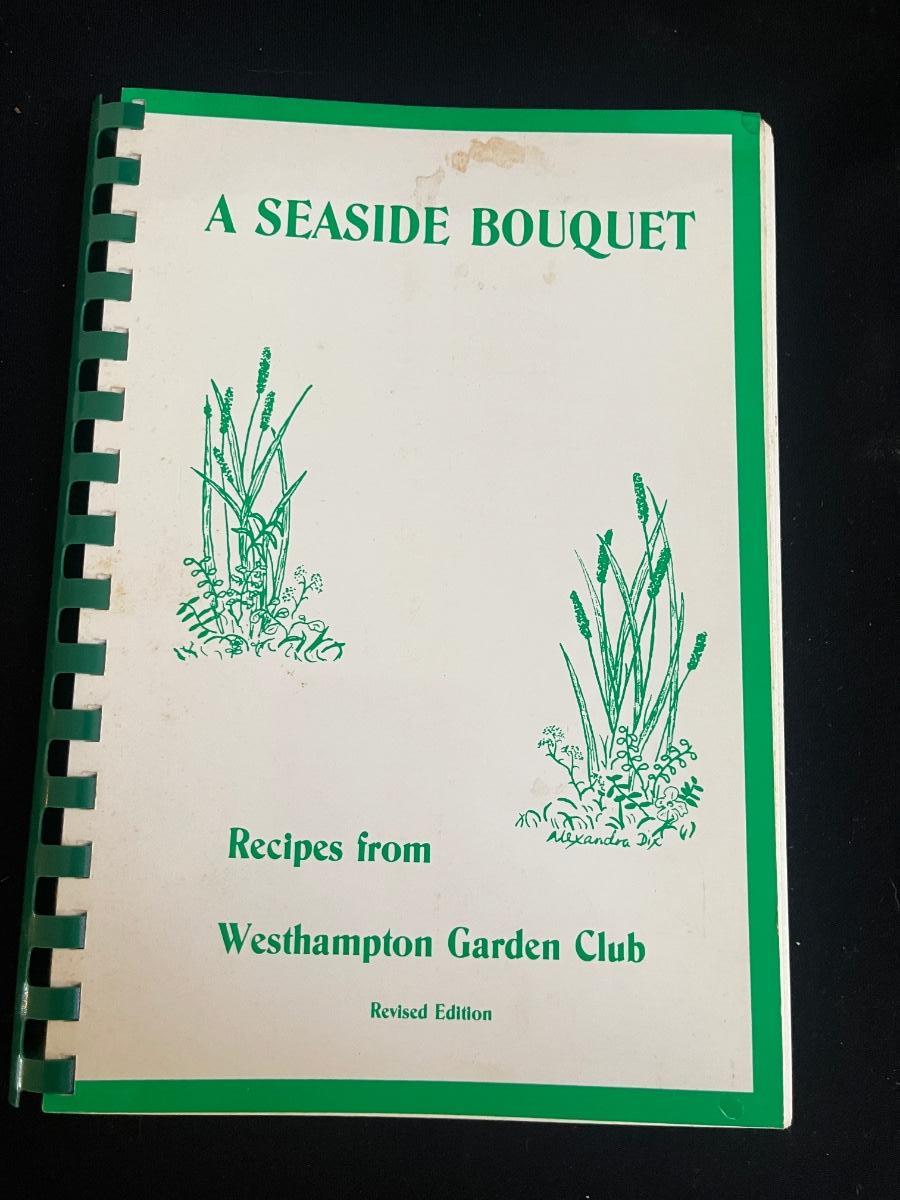 A SEASIDE BOUQUET
Alexandra Dix
Recipes from
Westhampton Garden Club
Revised Edition